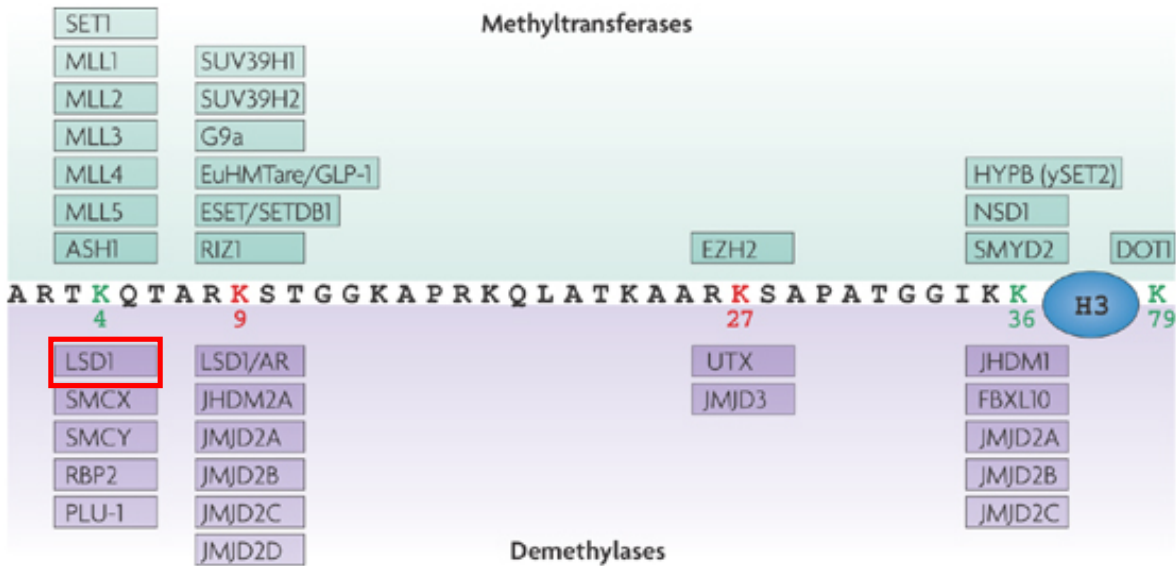 SET1 Methyltransferases
MLL1 SUV39H1
MLL2 SUV39H2
MLL3 G9a
MLL4 EuHMTare/GLP-1 HYPB (ySET2)
MLL5 ESET/SETDB1 NSD1
ASH1 RIZ1 EZH2 SMYD2 DOT1
A R T K Q T A R K S T G G K A P R K Q L A T K A A R K S A P A T G G I K K H3 K
4 9 27 36 79
LSD1 LSD1/AR UTX JHDM1
SMCX JHDM2A JMJD3 FBXL10
SMCY JMJD2A JMJD2A
RBP2 JMJD2B JMJD2B
PLU-1 JMJD2C JMJD2C
JMJD2D Demethylases